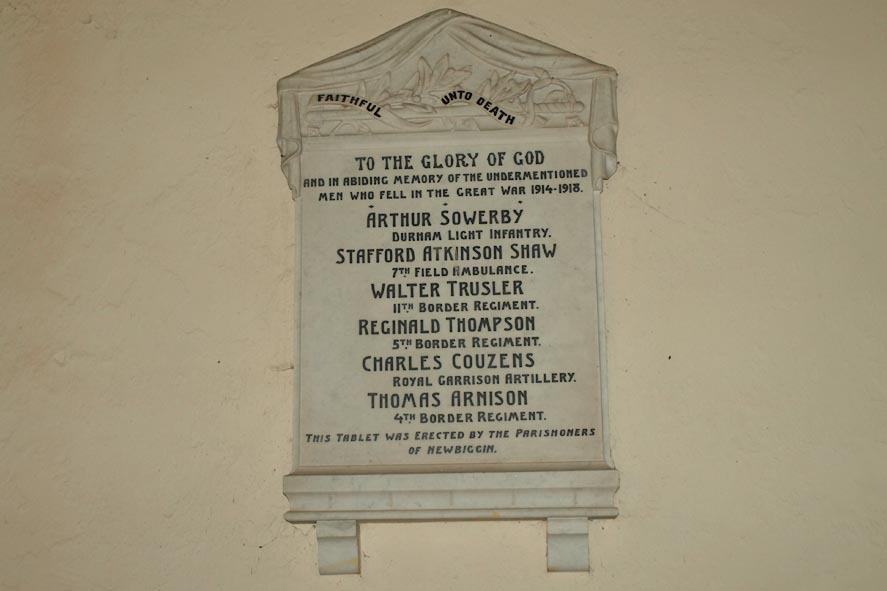 FAITHFUL UNTO DEATH
TO THE GLORY OF GOD
AND IN ABIDING MEMORY OF THE UNDERMENTIONED
MEN WHO FELL IN THE GREAT WAR 1914-1918.
ARTHUR SOWERBY
DURHAM LIGHT INFANTRY.
STAFFORD ATKINSON SHAW
7TH FIELD AMBULANCE.
WALTER TRUSLER
11TH BORDER REGIMENT.
REGINALD THOMPSON
5TH BORDER REGIMENT.
CHARLES COUZENS
ROYAL GARRISON ARTILLERY.
THOMAS ARNISON
4TH BORDER REGIMENT.
THIS TABLET WAS ERECTED BY THE PARISHONERS
OF NEWBIGGIN.